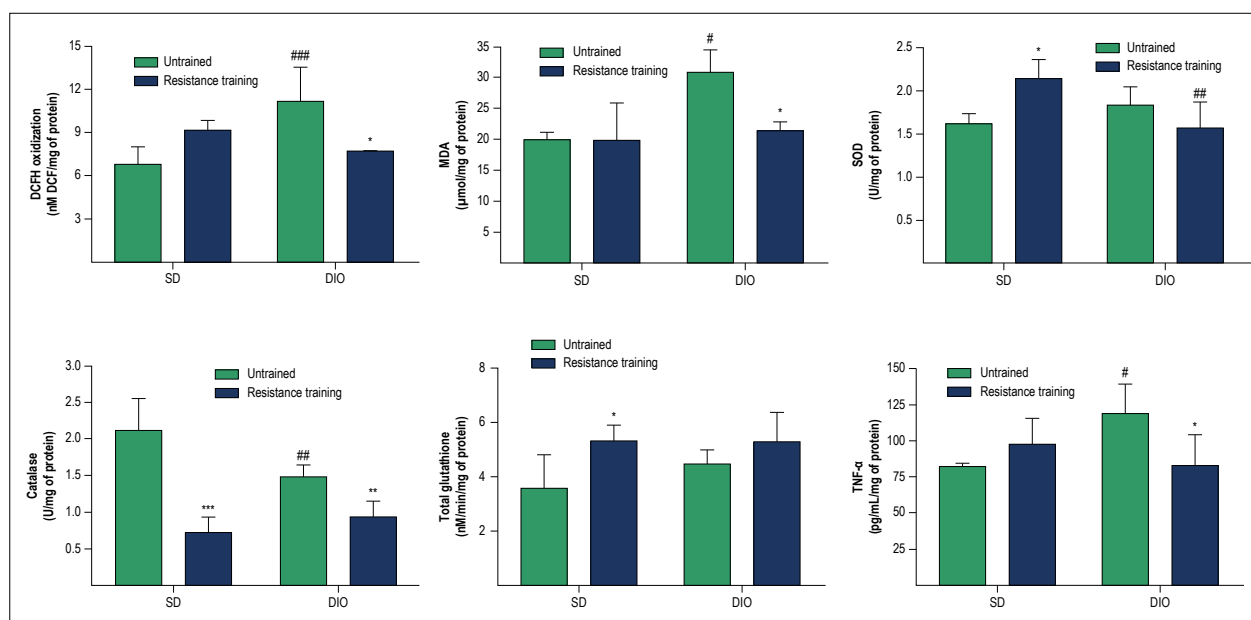 DCFH oxidization
(nM DCF/mg of protein)
15
12
9
6
3
Untrained
Resistance training
###
*
SD
DIO
MDA
(µmol/mg of protein)
35
30
25
20
15
10
5
Untrained
Resistance training
#
*
SD
DIO
SOD
(U/mg of protein)
2.5
2.0
1.5
1.0
0.5
Untrained
Resistance training
*
##
SD
DIO
Catalase
(U/mg of protein)
3.0
2.5
2.0
1.5
1.0
0.5
Untrained
Resistance training
***
##
**
SD
DIO
Total glutathione
(nM/min/mg of protein)
8
6
4
2
Untrained
Resistance training
*
SD
DIO
TNF-α
(pg/mL/mg of protein)
150
125
100
75
50
25
Untrained
Resistance training
#
*
SD
DIO